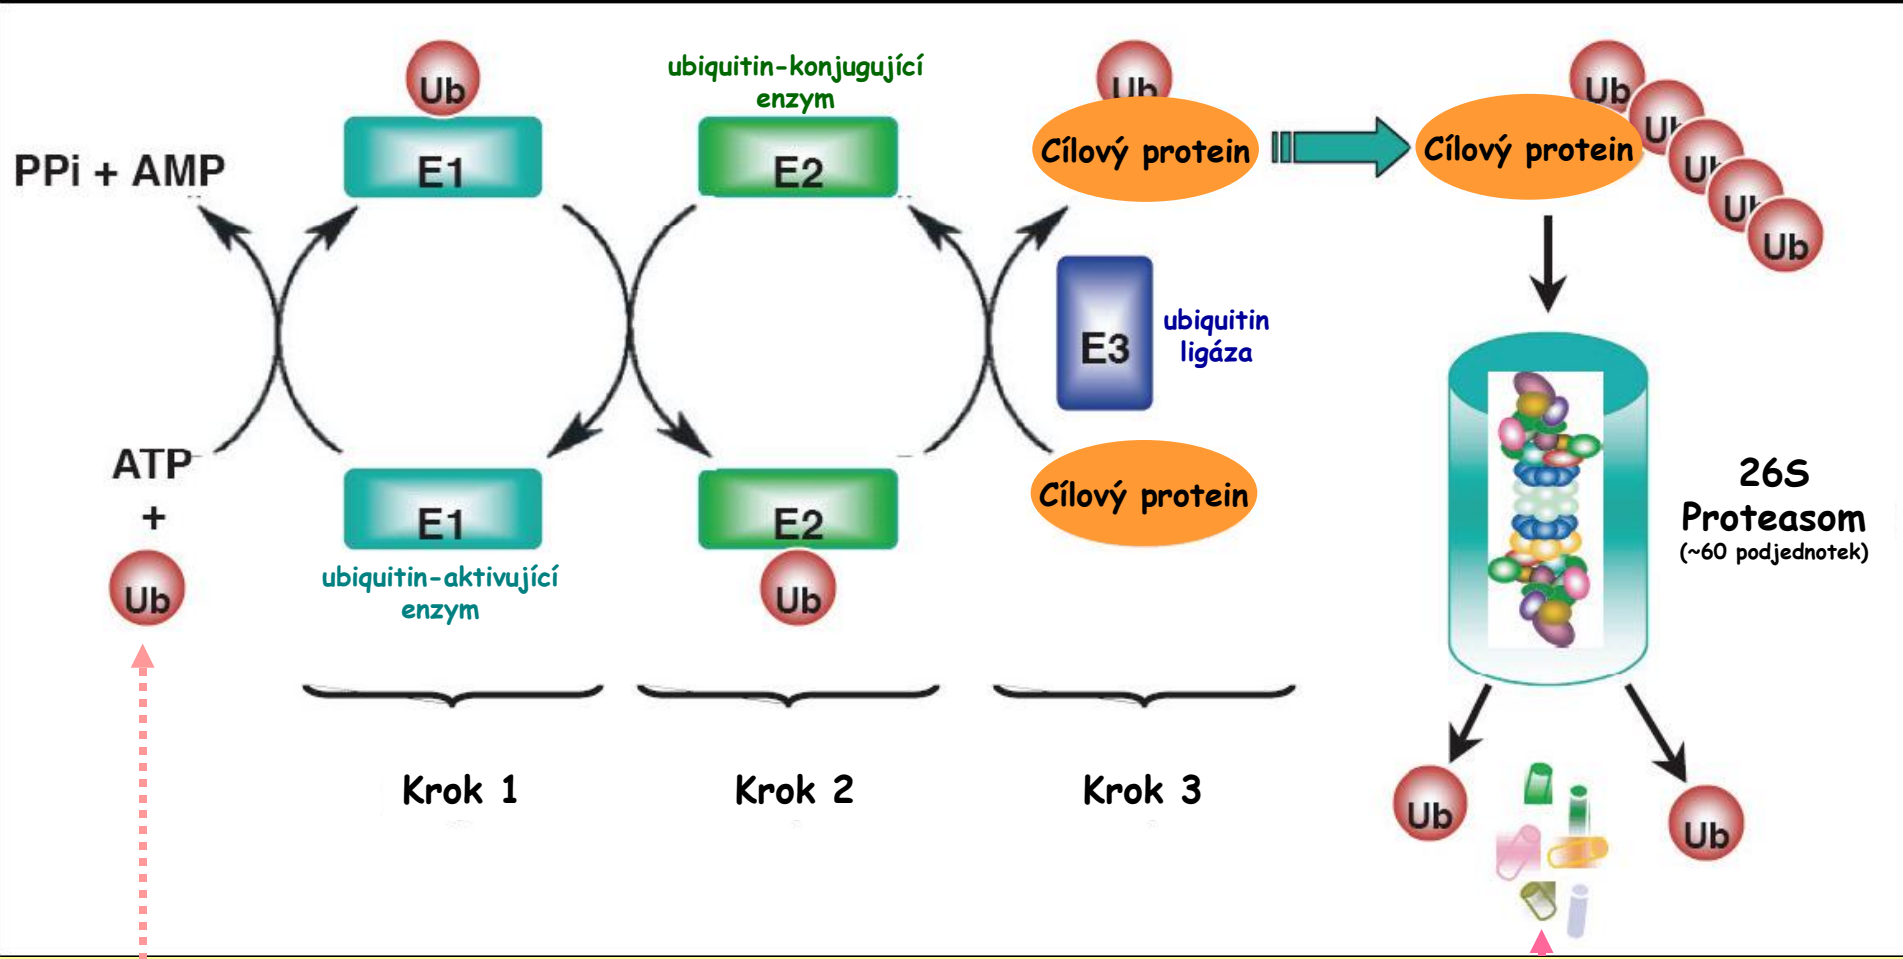 Ub
ubiquitin-konjugující
enzym
Ub
Ub
PPi + AMP
E1
E2
Cílový protein
Cílový protein
Ub
Ub
Ub
Ub
E3
ubiquitin
ligáza
ATP
+
Ub
E1
ubiquitin-aktivující
enzym
E2
Ub
Cílový protein
26S
Proteasom
(~60 podjednotek)
Krok 1
Krok 2
Krok 3
Ub
Ub